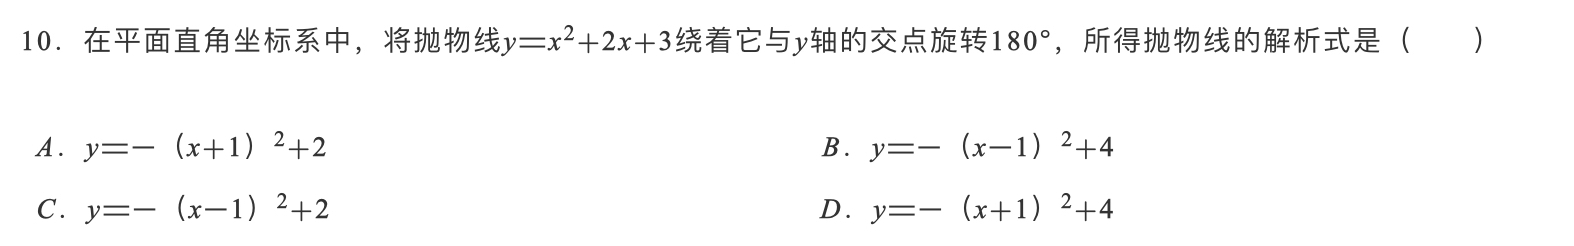 10. 在平面直角坐标系中，将抛物线y=x²+2x+3绕着它与y轴的交点旋转180°，所得抛物线的解析式是（　　）
A. y=－（x+1）²+2　　B. y=－（x－1）²+4
C. y=－（x－1）²+2　　D. y=－（x+1）²+4